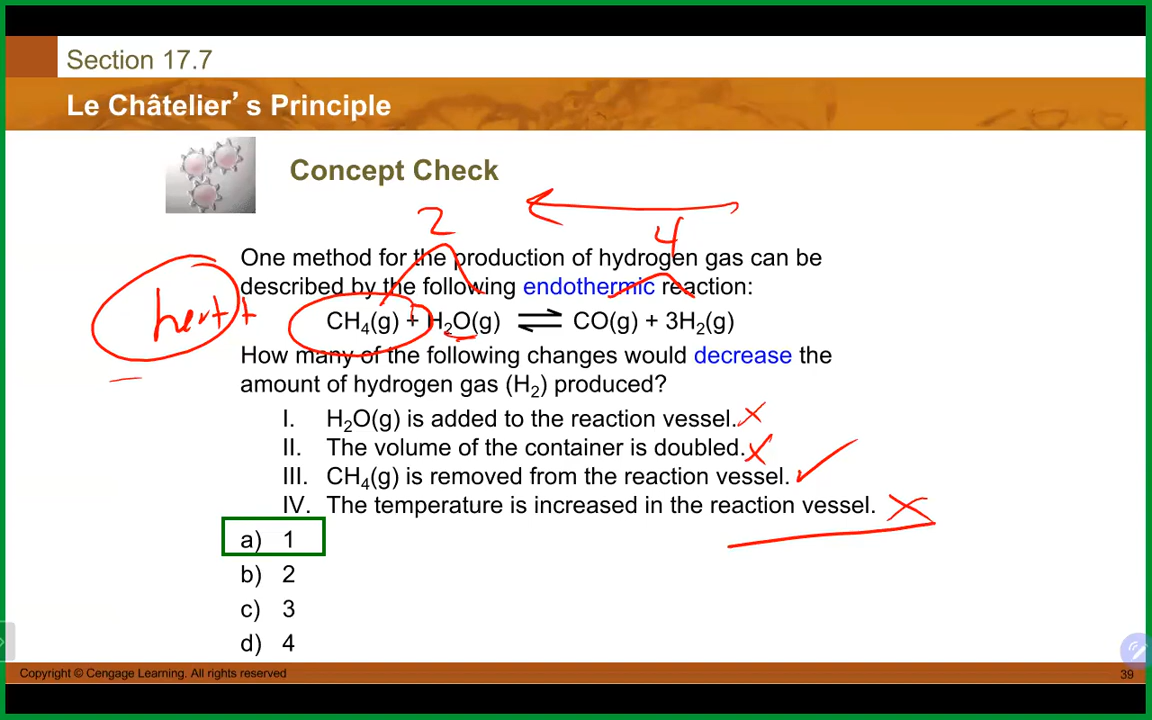 Section 17.7
Le Châtelier's Principle
Concept Check
2
4
One method for the production of hydrogen gas can be
described by the following endothermic reaction:
heat +
CH₄(g) + H₂O(g) ⇌ CO(g) + 3H₂(g)
How many of the following changes would decrease the
amount of hydrogen gas (H₂) produced?
I. H₂O(g) is added to the reaction vessel.
II. The volume of the container is doubled.
III. CH₄(g) is removed from the reaction vessel.
IV. The temperature is increased in the reaction vessel.
a) 1
b) 2
c) 3
d) 4
Copyright © Cengage Learning. All rights reserved
39